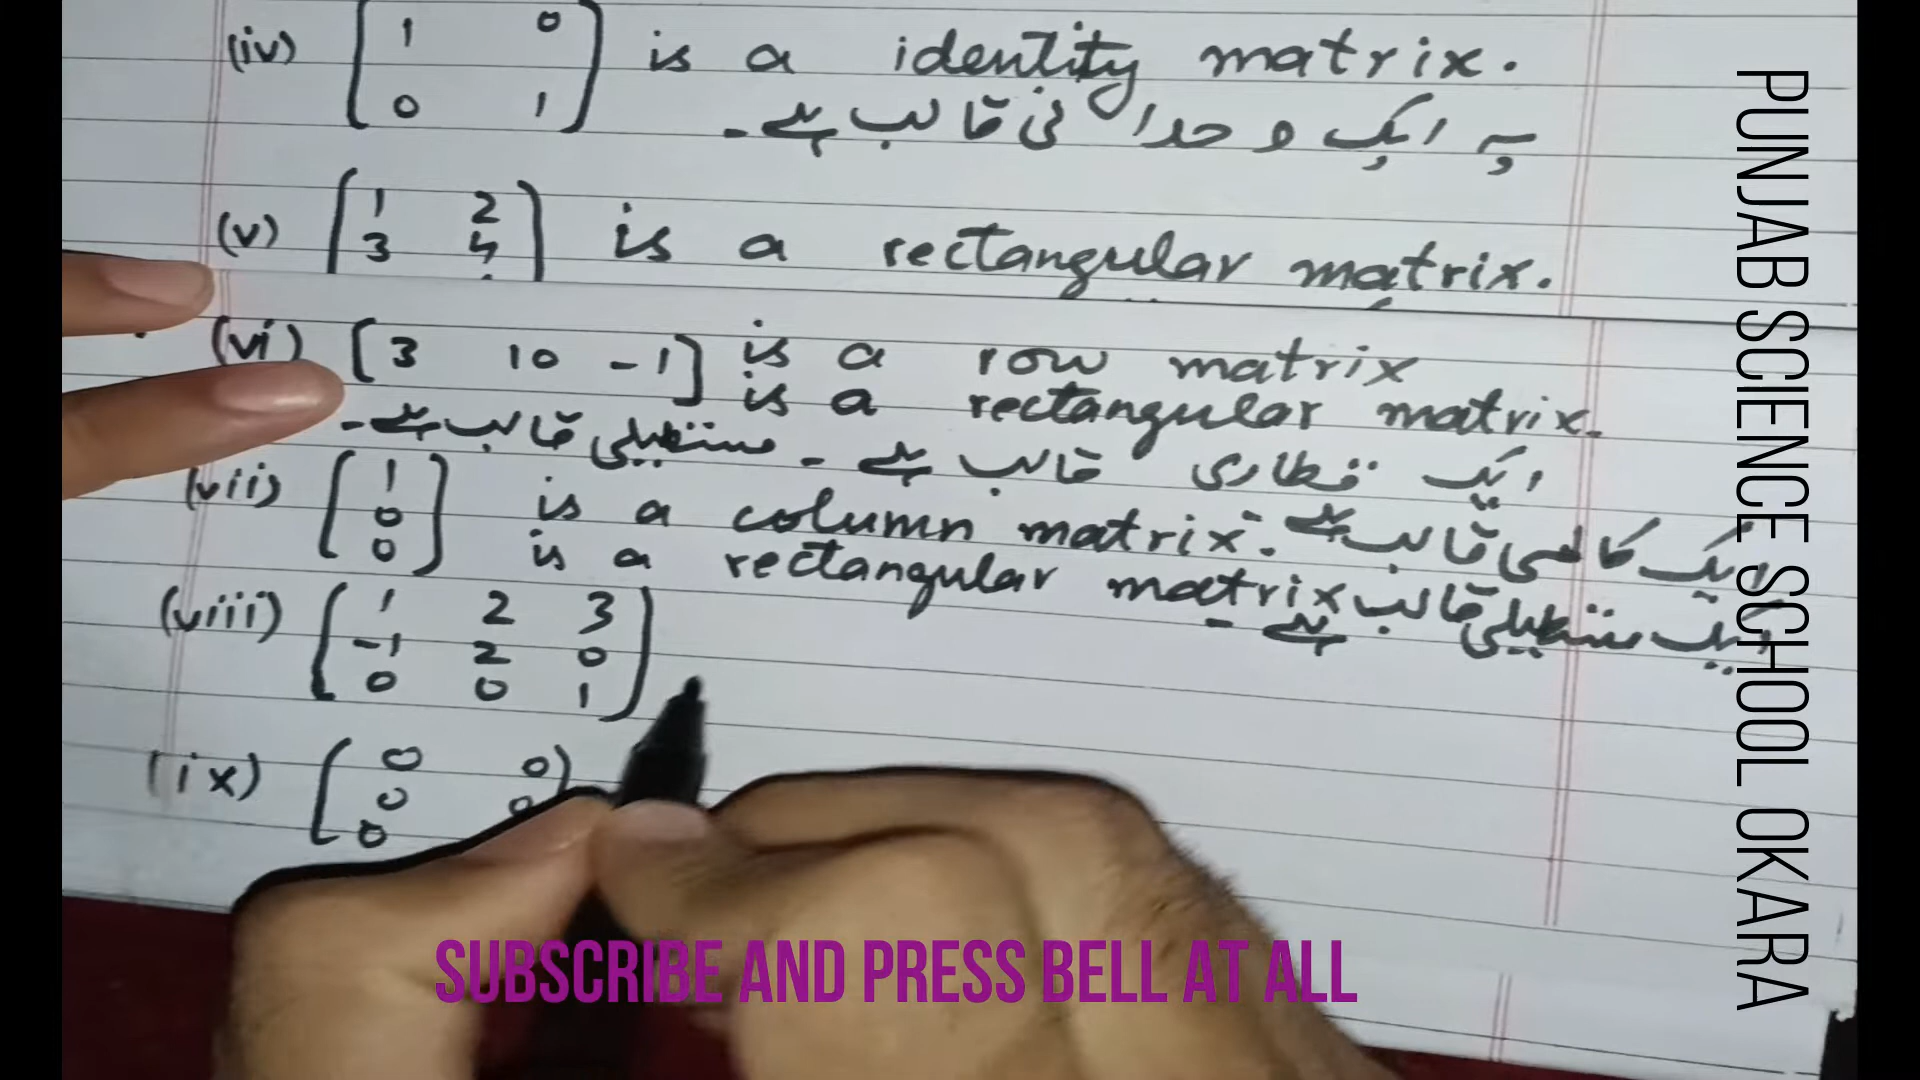 (iv) [1 0
0 1] is a identity matrix.
یہ ایک وحدانی قالب ہے۔
(v) [1 2
3 4] is a rectangular matrix.
(vi) [3 10 -1] is a row matrix
is a rectangular matrix.
ایک قطاری قالب ہے۔ مستطیلی قالب ہے۔
(vii) [1
0
0] is a column matrix. ایک کالمی قالب ہے
is a rectangular matrix ایک مستطیلی قالب ہے۔
(viii) [1 2 3
-1 2 0
0 0 1]
(ix) [0 0
0 0
0
PUNJAB SCIENCE SCHOOL OKARA
SUBSCRIBE AND PRESS BELL AT ALL